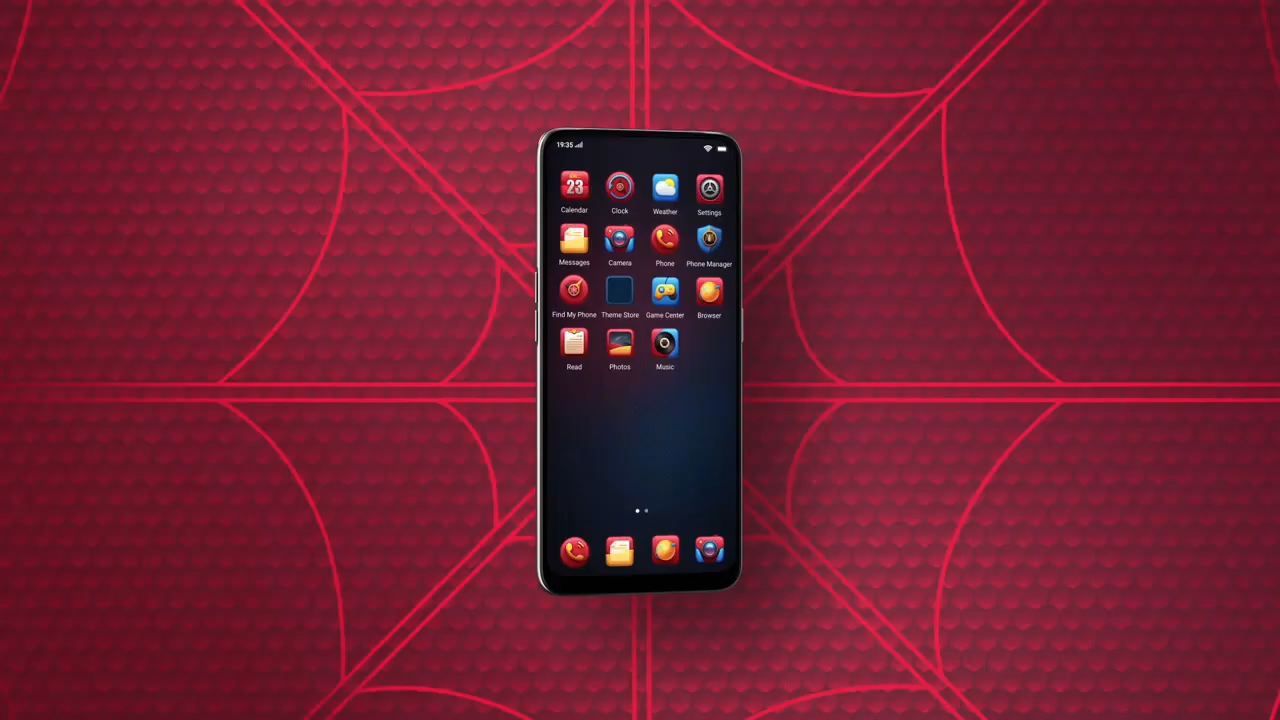 19:35
23
Calendar Clock Weather Settings
Messages Camera Phone Phone Manager
Find My Phone Theme Store Game Center Browser
Read Photos Music